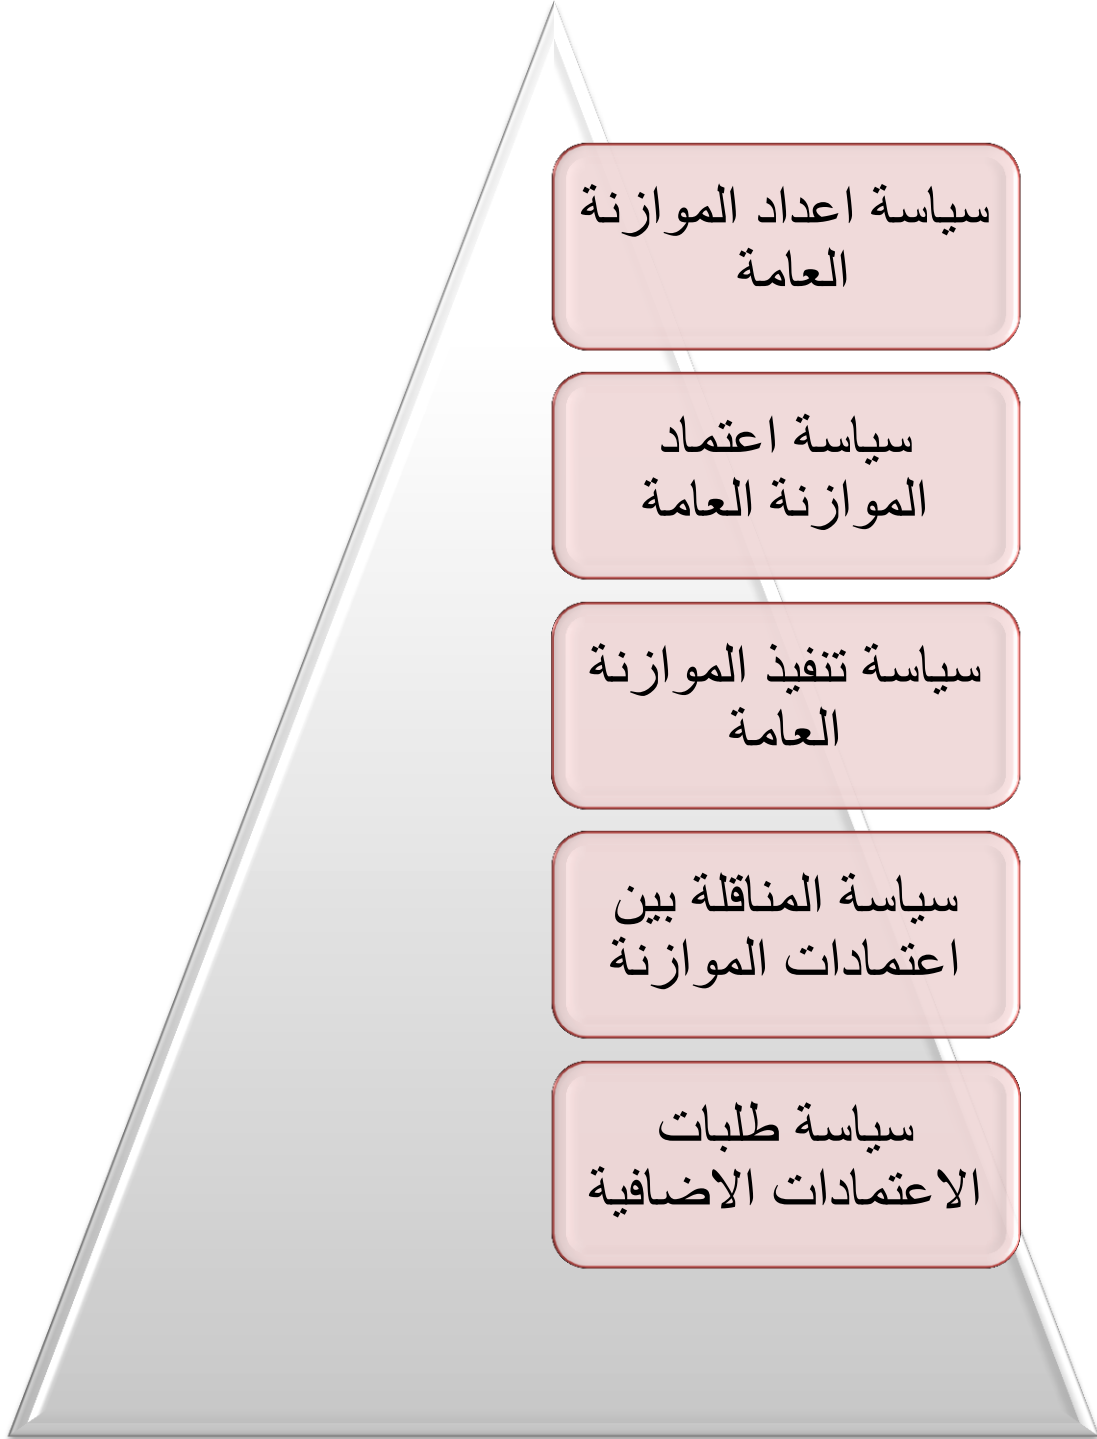 سياسة اعداد الموازنة
العامة
سياسة اعتماد
الموازنة العامة
سياسة تنفيذ الموازنة
العامة
سياسة المناقلة بين
اعتمادات الموازنة
سياسة طلبات
الاعتمادات الاضافية